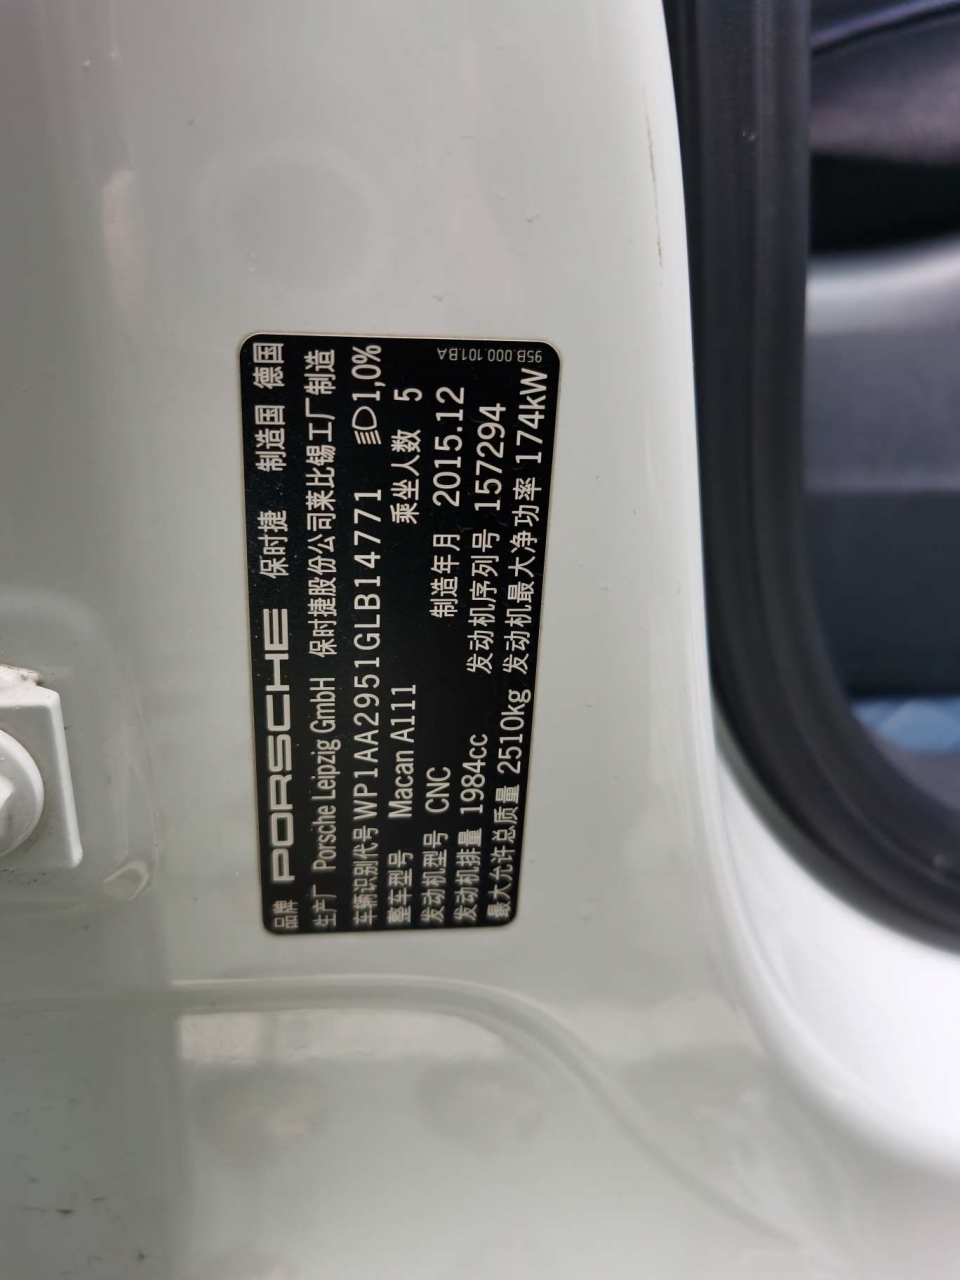 品牌 PORSCHE 保时捷 制造国 德国
生产厂 Porsche Leipzig GmbH 保时捷股份公司莱比锡工厂制造
车辆识别代号 WP1AA2951GLB14771 1,0%
整车型号 Macan A111 乘坐人数 5
发动机型号 CNC 制造年月 2015.12
发动机排量 1984cc 发动机序列号 157294
最大允许总质量 2510kg 发动机最大净功率 174kW
95B.000.101.BA